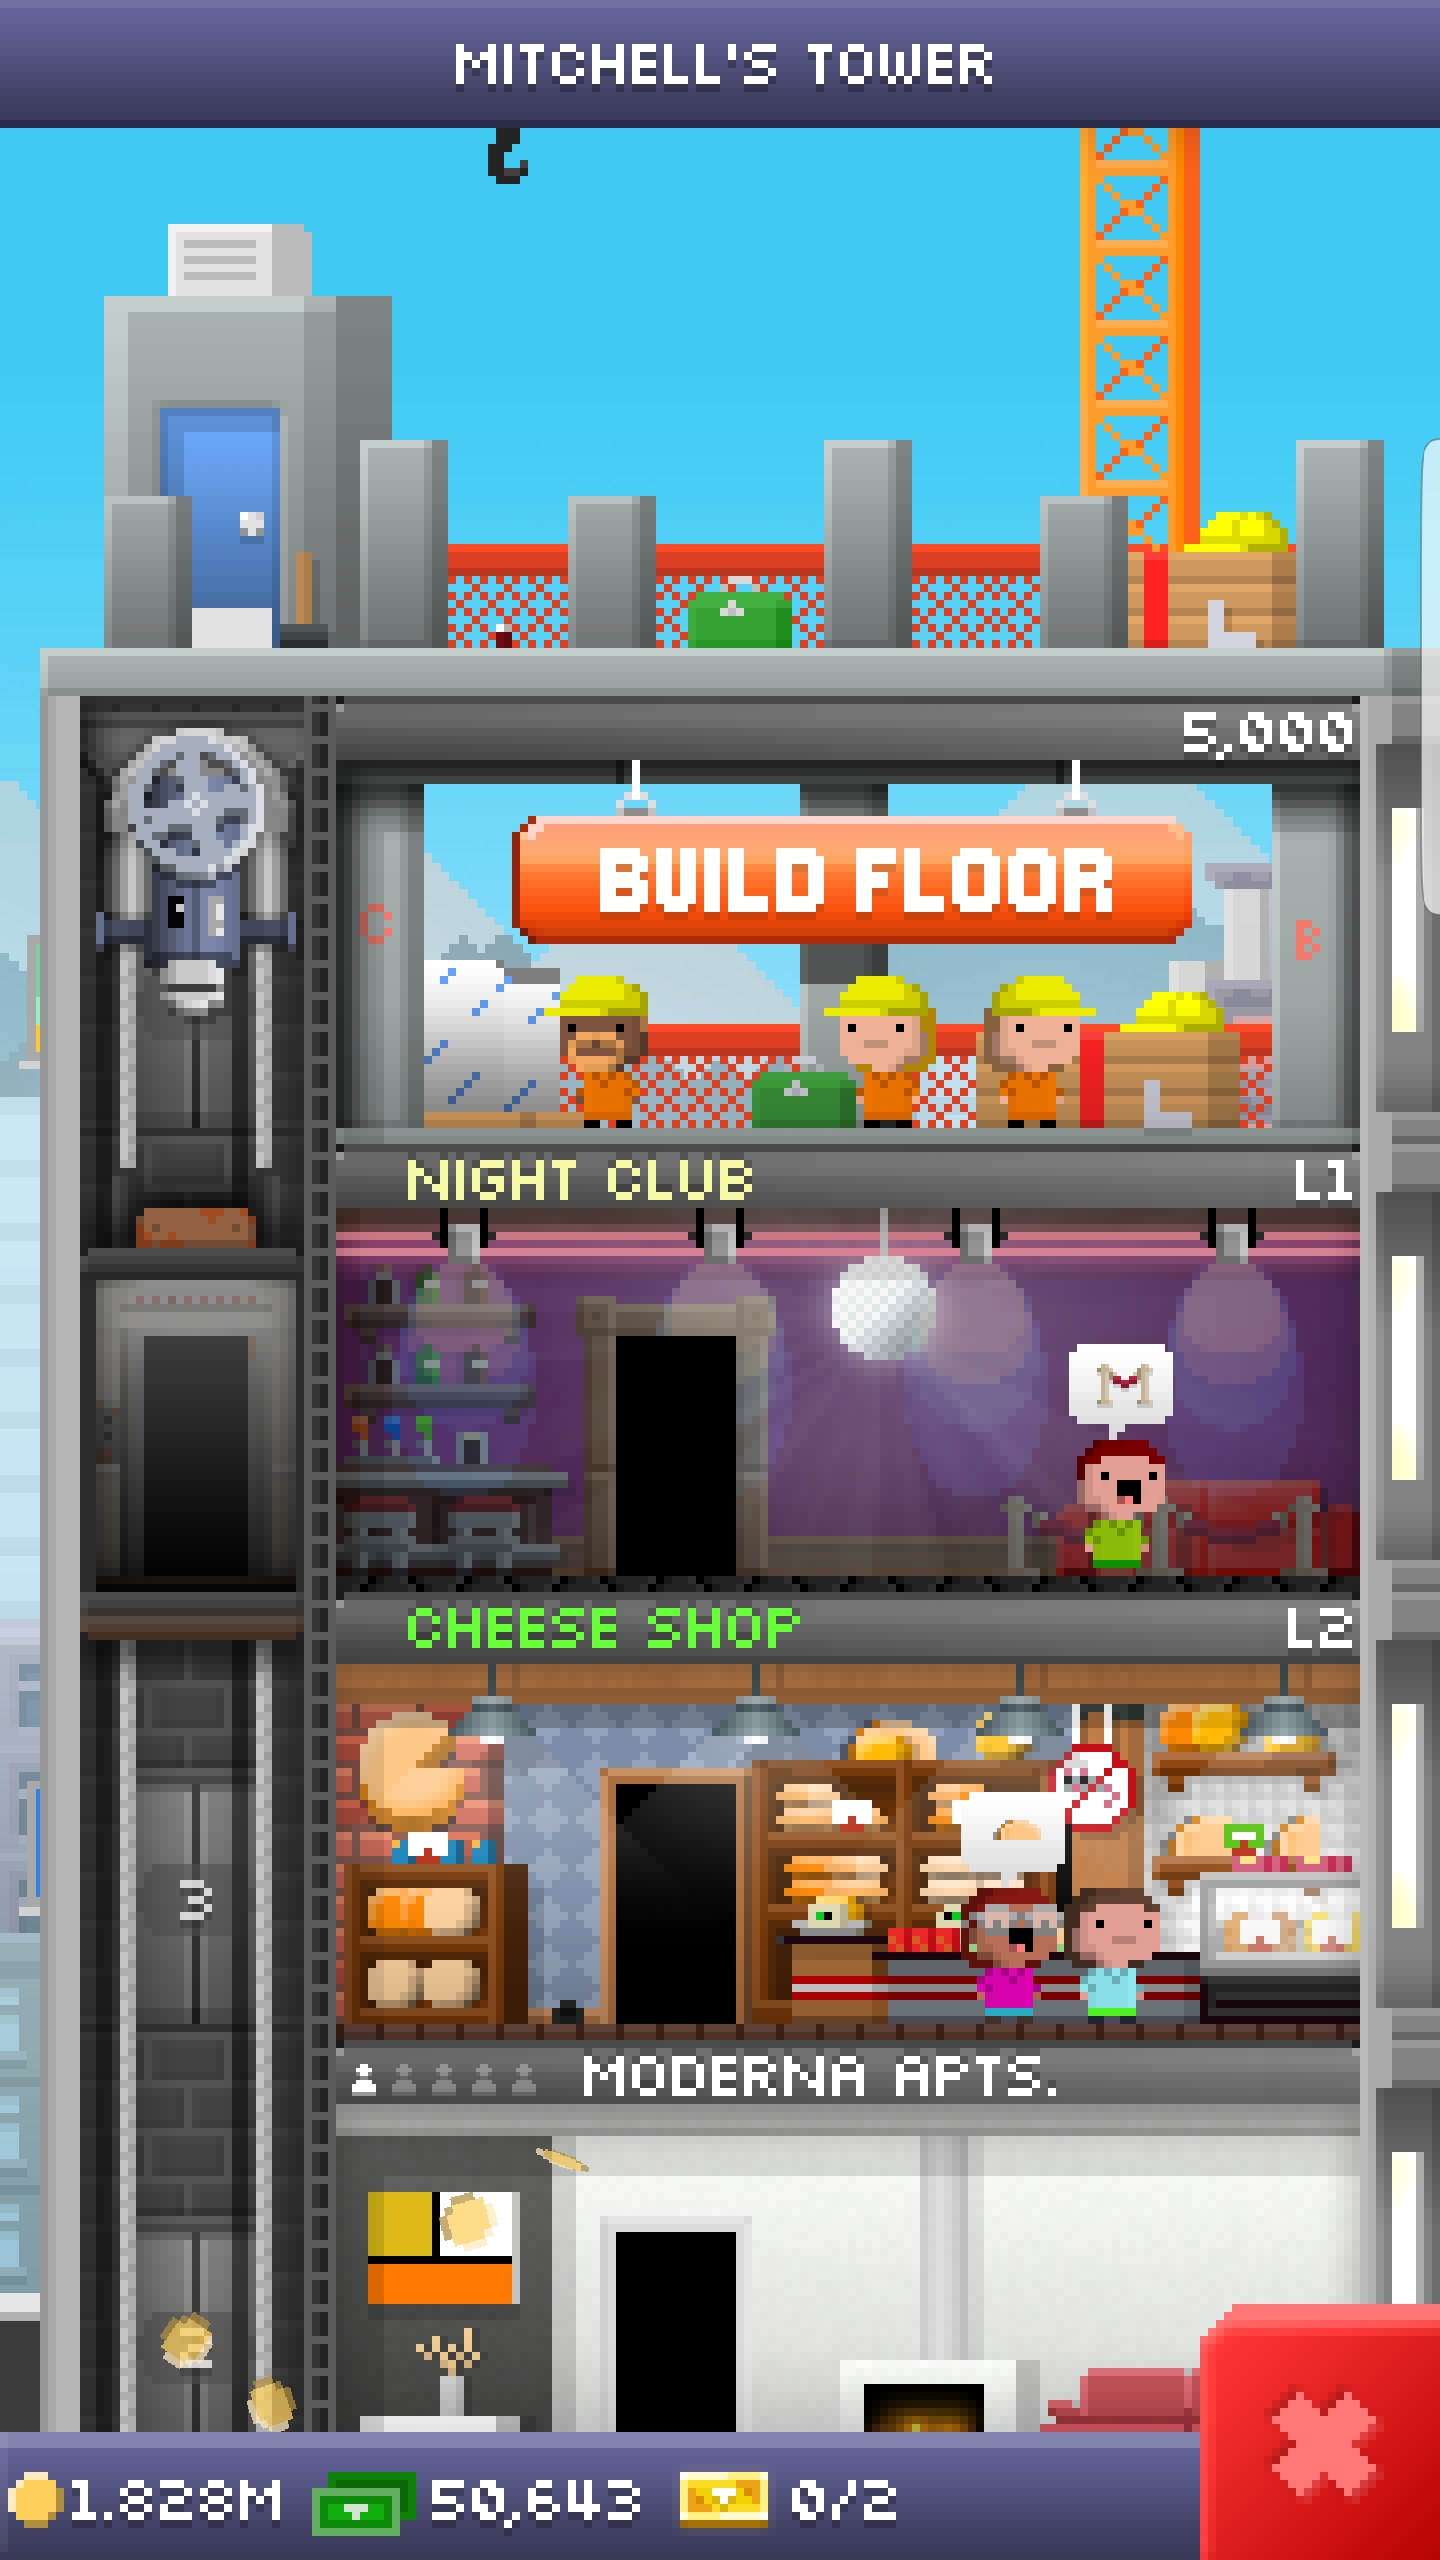 MITCHELL'S TOWER
5,000
BUILD FLOOR
C
B
NIGHT CLUB L1
CHEESE SHOP L2
3
MODERNA APTS.
1.828M 50,643 0/2